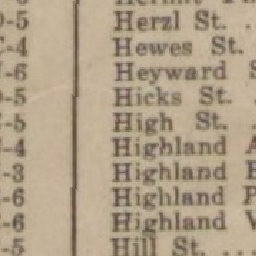 -5 Herzl St. .
-4 Hewes St.
-6 Heyward
-5 Hicks St.
-5 High St. .
-4 Highland
-3 Highland
-6 Highland
-6 Highland
-5 Hill St. ...